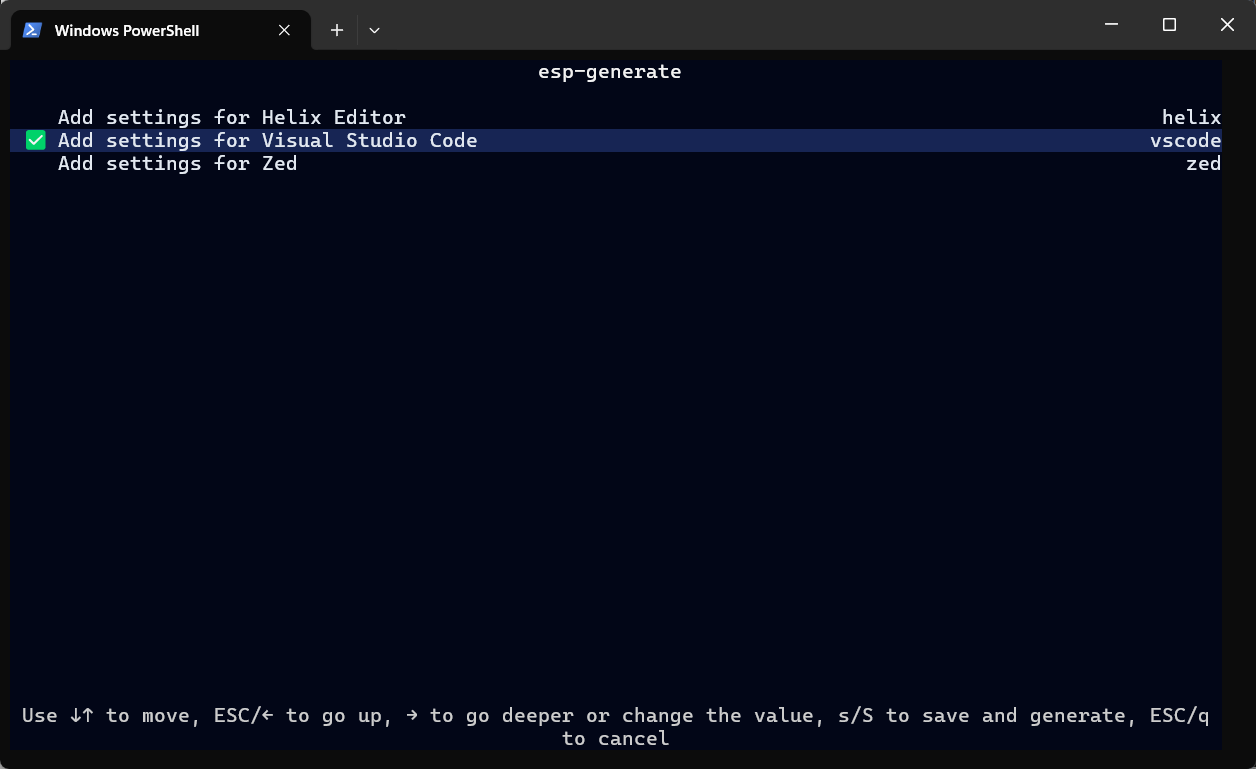 Windows PowerShell
esp-generate
Add settings for Helix Editor helix
✅ Add settings for Visual Studio Code vscode
Add settings for Zed zed
Use ↓↑ to move, ESC/← to go up, → to go deeper or change the value, s/S to save and generate, ESC/q
to cancel